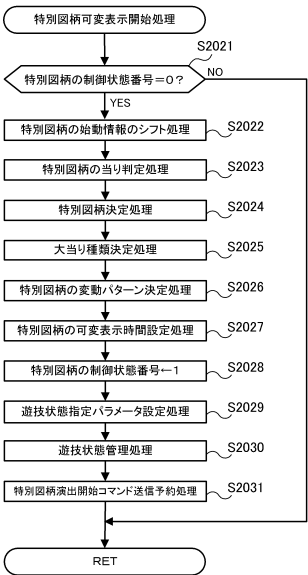 特別図柄可変表示開始処理
S2021
特別図柄の制御状態番号=0?
NO
YES
特別図柄の始動情報のシフト処理
S2022
特別図柄の当り判定処理
S2023
特別図柄決定処理
S2024
大当り種類決定処理
S2025
特別図柄の変動パターン決定処理
S2026
特別図柄の可変表示時間設定処理
S2027
特別図柄の制御状態番号←1
S2028
遊技状態指定パラメータ設定処理
S2029
遊技状態管理処理
S2030
特別図柄演出開始コマンド送信予約処理
S2031
RET